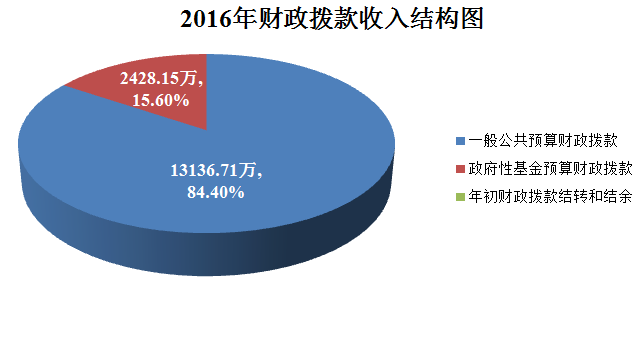 2016年财政拨款收入结构图
2428.15万,
15.60%
13136.71万,
84.40%
一般公共预算财政拨款
政府性基金预算财政拨款
年初财政拨款结转和结余